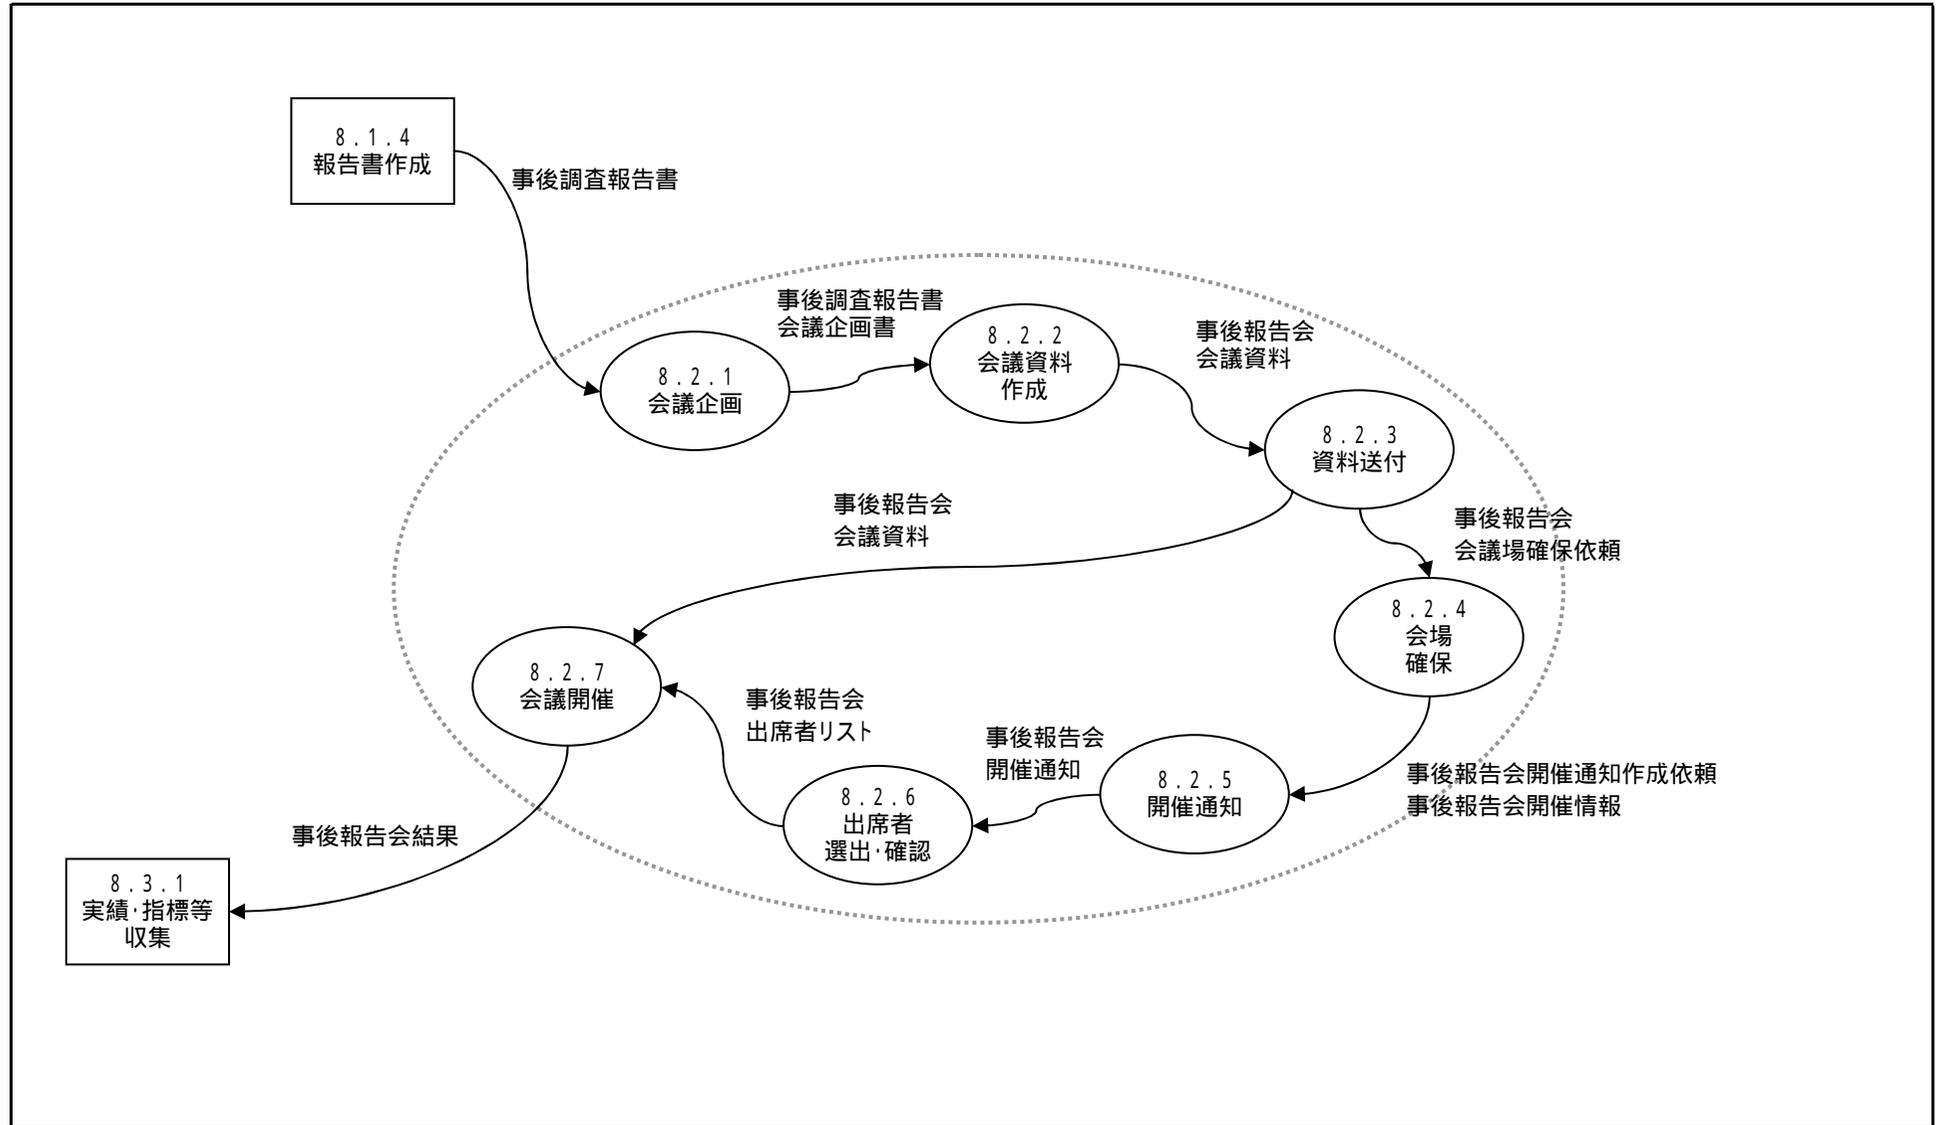 8.1.4
報告書作成
事後調査報告書
事後調査報告書
会議企画書
8.2.1
会議企画
8.2.2
会議資料
作成
事後報告会
会議資料
8.2.3
資料送付
事後報告会
会議資料
事後報告会
会議場確保依頼
8.2.4
会場
確保
8.2.7
会議開催
事後報告会
出席者リスト
事後報告会
開催通知
8.2.5
開催通知
事後報告会開催通知作成依頼
事後報告会開催情報
8.2.6
出席者
選出・確認
事後報告会結果
8.3.1
実績・指標等
収集